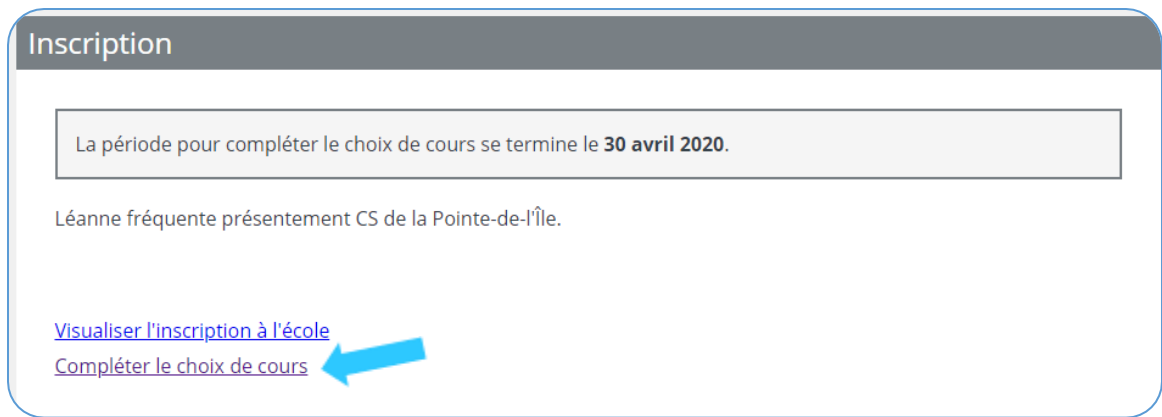 Inscription
La période pour compléter le choix de cours se termine le 30 avril 2020.
Léanne fréquente présentement CS de la Pointe-de-l'Île.
Visualiser l'inscription à l'école
Compléter le choix de cours